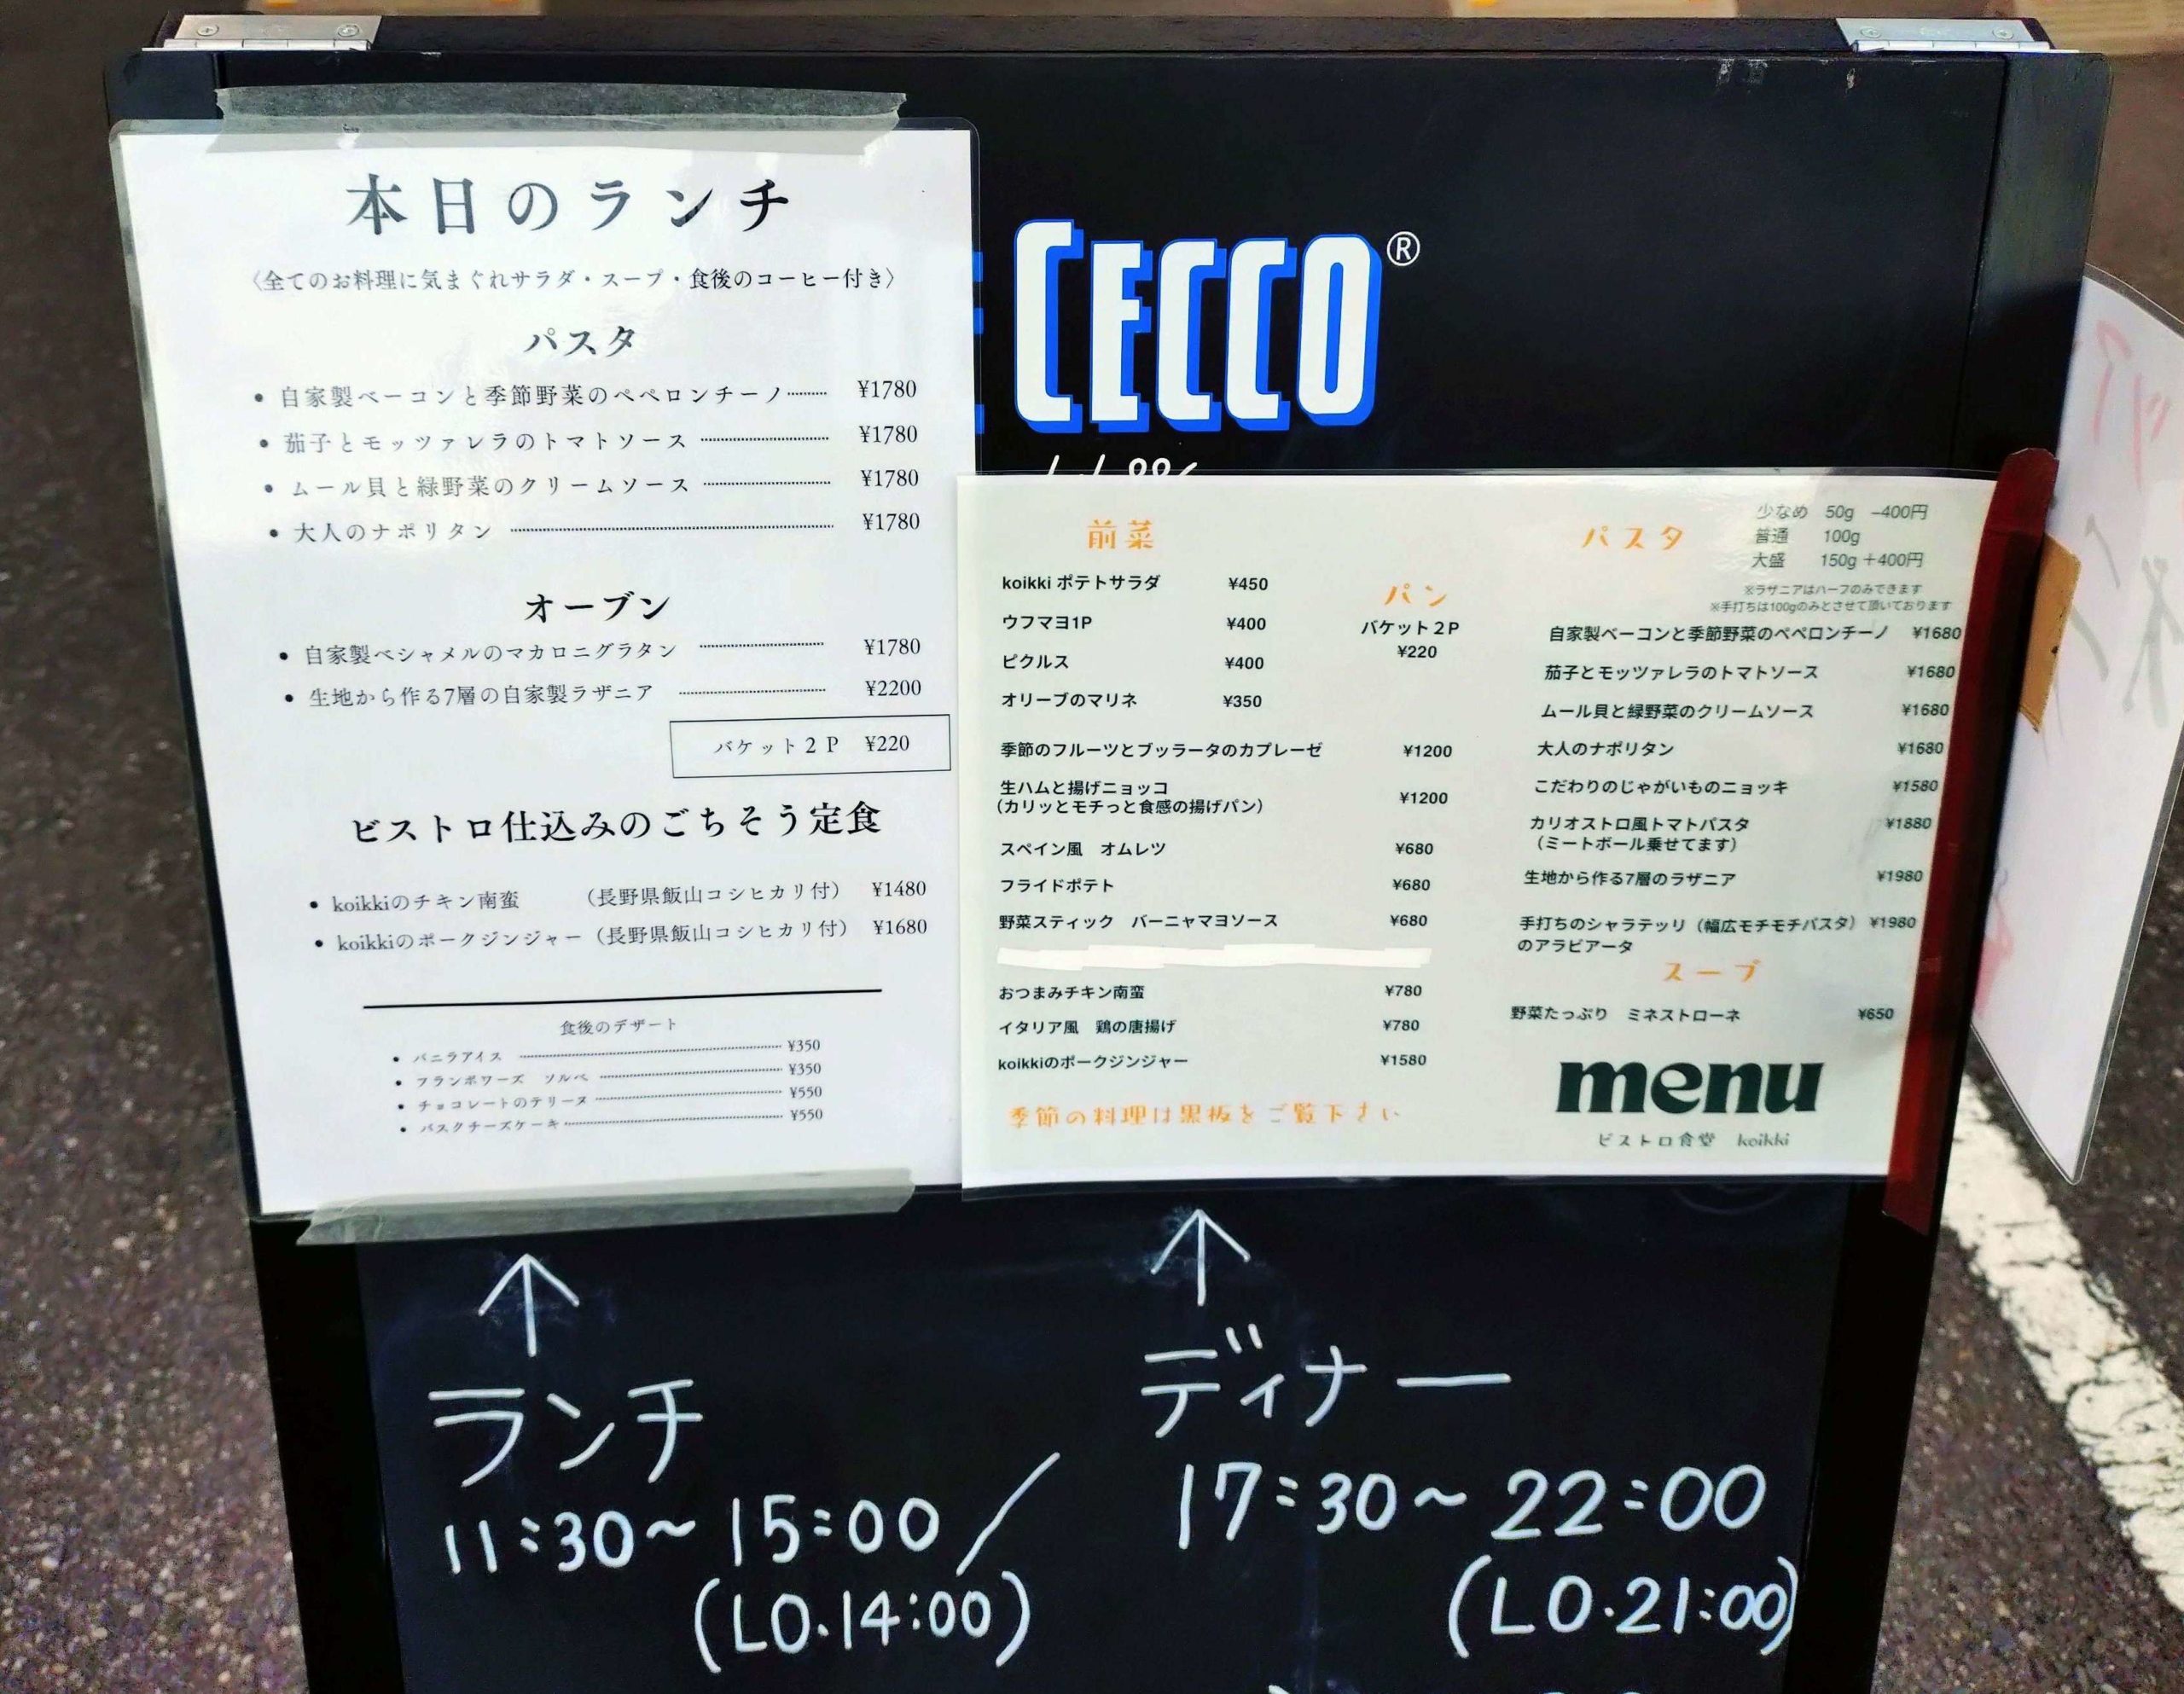 本日のランチ
〈全てのお料理に気まぐれサラダ・スープ・食後のコーヒー付き〉
パスタ
• 自家製ベーコンと季節野菜のペペロンチーノ ¥1780
• 茄子とモッツァレラのトマトソース ¥1780
• ムール貝と緑野菜のクリームソース ¥1780
• 大人のナポリタン ¥1780
オーブン
• 自家製ベシャメルのマカロニグラタン ¥1780
• 生地から作る7層の自家製ラザニア ¥2200
バケット2P ¥220
ビストロ仕込みのごちそう定食
• koikkiのチキン南蛮 （長野県飯山コシヒカリ付） ¥1480
• koikkiのポークジンジャー（長野県飯山コシヒカリ付） ¥1680
食後のデザート
• バニラアイス ¥350
• フランボワーズ ソルベ ¥350
• チョコレートのテリーヌ ¥550
• バスクチーズケーキ ¥550
CECCO®
前菜
koikki ポテトサラダ ¥450
ウフマヨ1P ¥400
ピクルス ¥400
オリーブのマリネ ¥350
パン
バケット2P
¥220
季節のフルーツとブッラータのカプレーゼ ¥1200
生ハムと揚げニョッコ
（カリッとモチっと食感の揚げパン） ¥1200
スペイン風 オムレツ ¥680
フライドポテト ¥680
野菜スティック バーニャマヨソース ¥680
おつまみチキン南蛮 ¥780
イタリア風 鶏の唐揚げ ¥780
koikkiのポークジンジャー ¥1580
季節の料理は黒板をご覧下さい
パスタ
少なめ 50g −400円
普通 100g
大盛 150g＋400円
※ラザニアはハーフのみできます
※手打ちは100gのみとさせて頂いております
自家製ベーコンと季節野菜のペペロンチーノ ¥1680
茄子とモッツァレラのトマトソース ¥1680
ムール貝と緑野菜のクリームソース ¥1680
大人のナポリタン ¥1680
こだわりのじゃがいものニョッキ ¥1580
カリオストロ風トマトパスタ ¥1880
（ミートボール乗せてます）
生地から作る7層のラザニア ¥1980
手打ちのシャラテッリ（幅広モチモチパスタ） ¥1980
のアラビアータ
スープ
野菜たっぷり ミネストローネ ¥650
menu
ビストロ食堂 koikki
↑
ランチ
11:30～15:00／
(LO.14:00)
↑
ディナー
17:30～22:00
(LO.21:00)